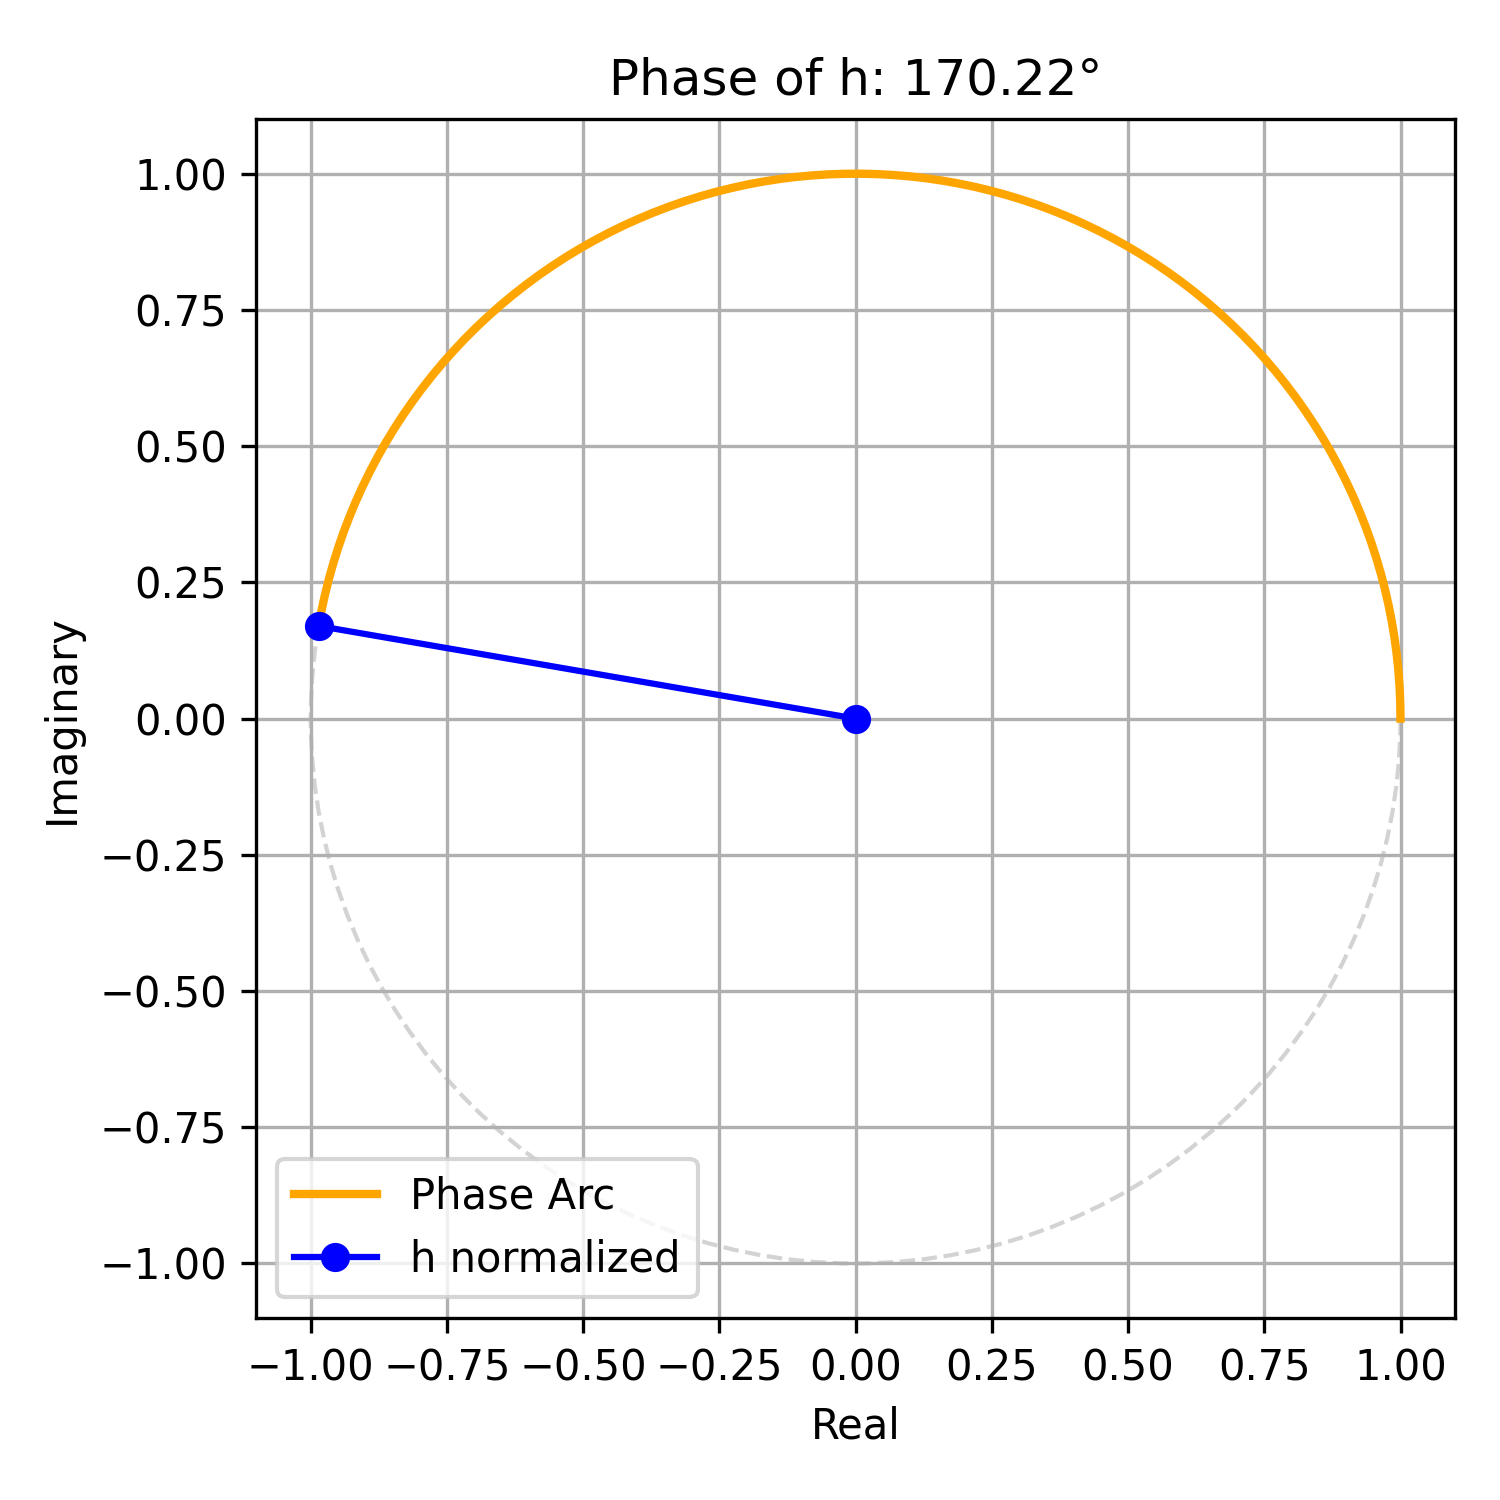 Phase of h: 170.22°
1.00
0.75
0.50
0.25
0.00
−0.25
−0.50
−0.75
−1.00
Imaginary
Phase Arc
h normalized
−1.00 −0.75 −0.50 −0.25 0.00 0.25 0.50 0.75 1.00
Real